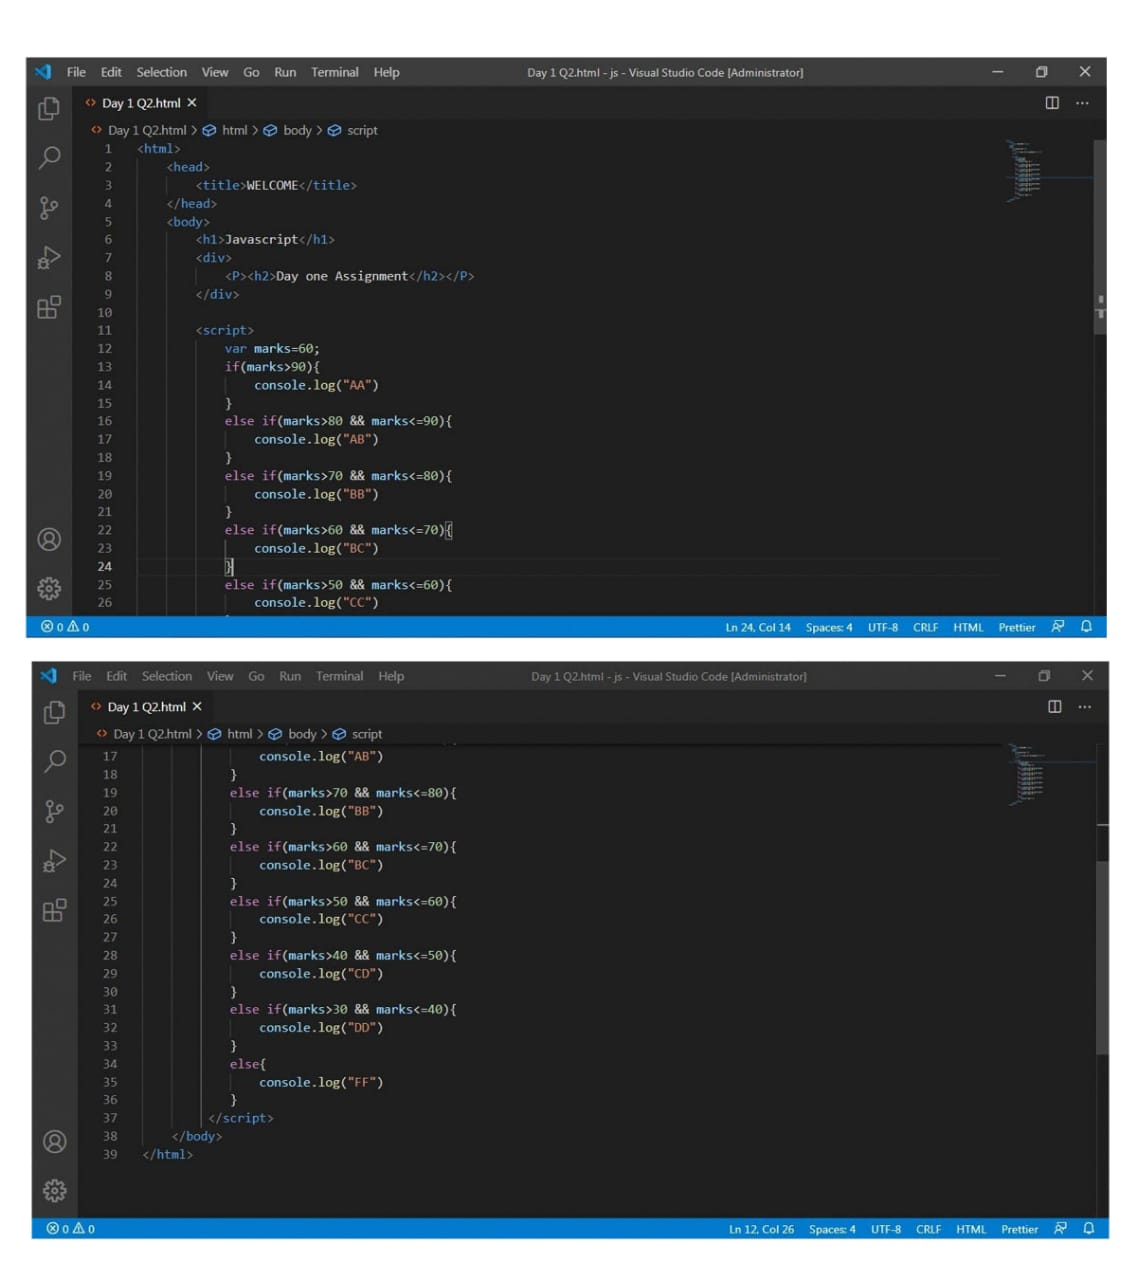 File Edit Selection View Go Run Terminal Help Day 1 Q2.html - js - Visual Studio Code [Administrator]
Day 1 Q2.html
Day 1 Q2.html > html > body > script
1 <html>
2 <head>
3 <title>WELCOME</title>
4 </head>
5 <body>
6 <h1>Javascript</h1>
7 <div>
8 <P><h2>Day one Assignment</h2></P>
9 </div>
10
11 <script>
12 var marks=60;
13 if(marks>90){
14 console.log("AA")
15 }
16 else if(marks>80 && marks<=90){
17 console.log("AB")
18 }
19 else if(marks>70 && marks<=80){
20 console.log("BB")
21 }
22 else if(marks>60 && marks<=70){
23 console.log("BC")
24 }
25 else if(marks>50 && marks<=60){
26 console.log("CC")
0 0 Ln 24, Col 14 Spaces: 4 UTF-8 CRLF HTML Prettier
File Edit Selection View Go Run Terminal Help Day 1 Q2.html - js - Visual Studio Code [Administrator]
Day 1 Q2.html
Day 1 Q2.html > html > body > script
17 console.log("AB")
18 }
19 else if(marks>70 && marks<=80){
20 console.log("BB")
21 }
22 else if(marks>60 && marks<=70){
23 console.log("BC")
24 }
25 else if(marks>50 && marks<=60){
26 console.log("CC")
27 }
28 else if(marks>40 && marks<=50){
29 console.log("CD")
30 }
31 else if(marks>30 && marks<=40){
32 console.log("DD")
33 }
34 else{
35 console.log("FF")
36 }
37 </script>
38 </body>
39 </html>
0 0 Ln 12, Col 26 Spaces: 4 UTF-8 CRLF HTML Prettier